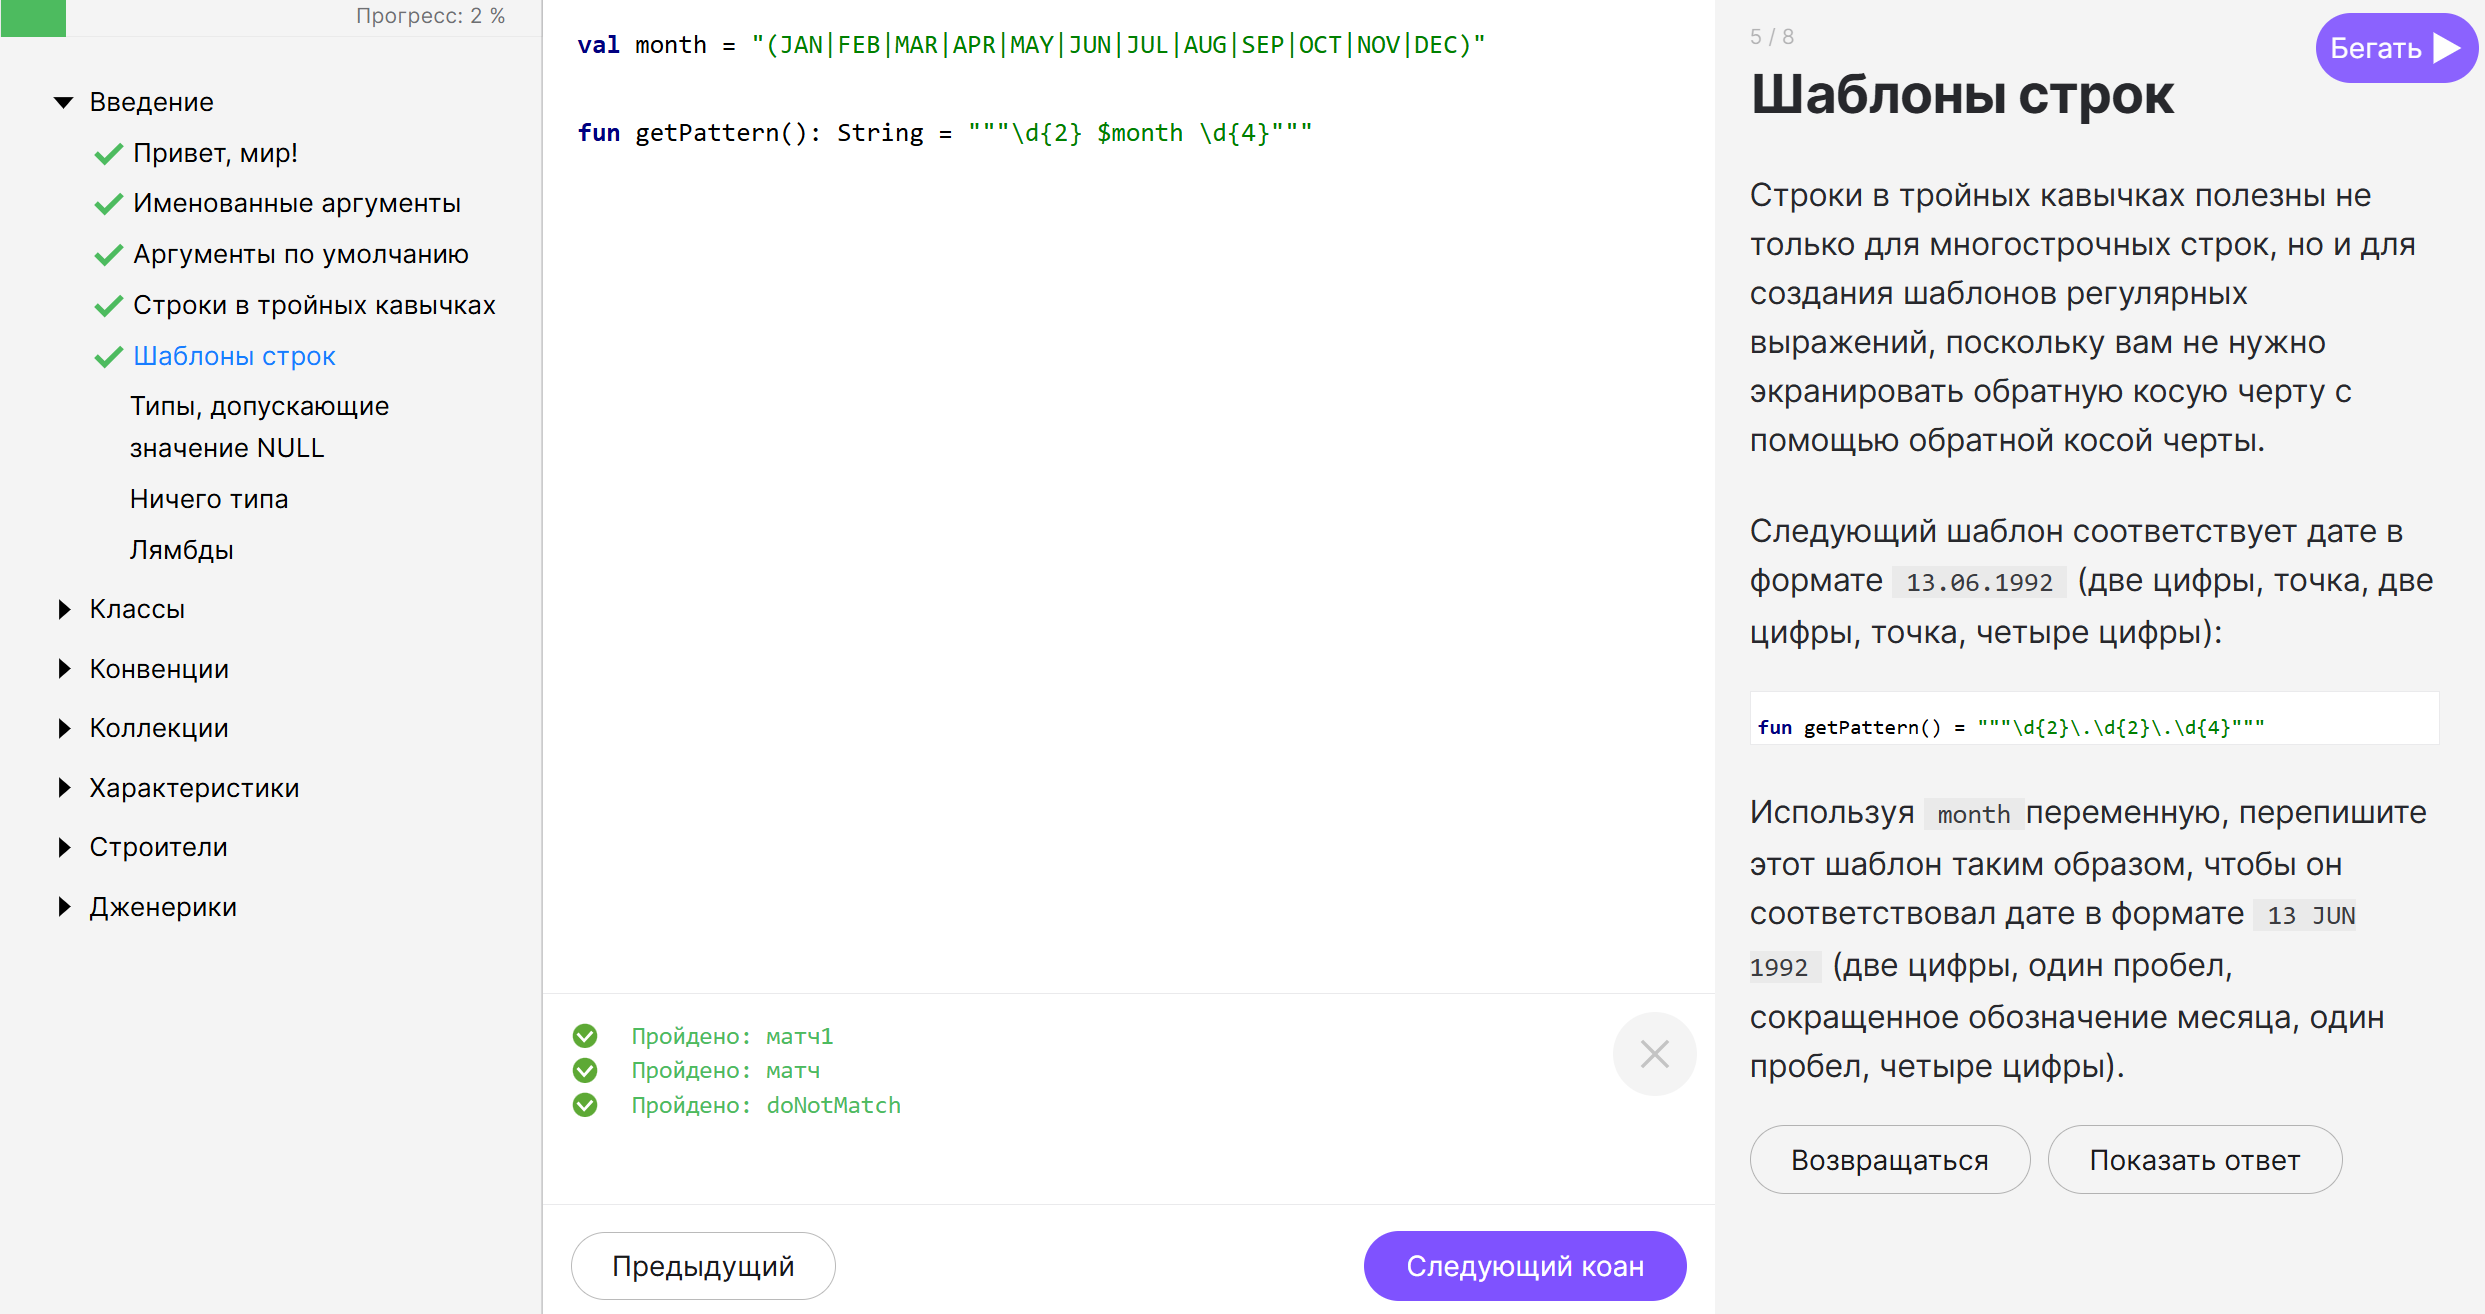 Прогресс: 2 %
Введение
Привет, мир!
Именованные аргументы
Аргументы по умолчанию
Строки в тройных кавычках
Шаблоны строк
Типы, допускающие
значение NULL
Ничего типа
Лямбды
Классы
Конвенции
Коллекции
Характеристики
Строители
Дженерики
val month = "(JAN|FEB|MAR|APR|MAY|JUN|JUL|AUG|SEP|OCT|NOV|DEC)"
fun getPattern(): String = """\d{2} $month \d{4}"""
Пройдено: матч1
Пройдено: матч
Пройдено: doNotMatch
Предыдущий
Следующий коан
5 / 8
Бегать
Шаблоны строк
Строки в тройных кавычках полезны не
только для многострочных строк, но и для
создания шаблонов регулярных
выражений, поскольку вам не нужно
экранировать обратную косую черту с
помощью обратной косой черты.
Следующий шаблон соответствует дате в
формате 13.06.1992 (две цифры, точка, две
цифры, точка, четыре цифры):
fun getPattern() = """\d{2}\.\d{2}\.\d{4}"""
Используя month переменную, перепишите
этот шаблон таким образом, чтобы он
соответствовал дате в формате 13 JUN
1992 (две цифры, один пробел,
сокращенное обозначение месяца, один
пробел, четыре цифры).
Возвращаться
Показать ответ